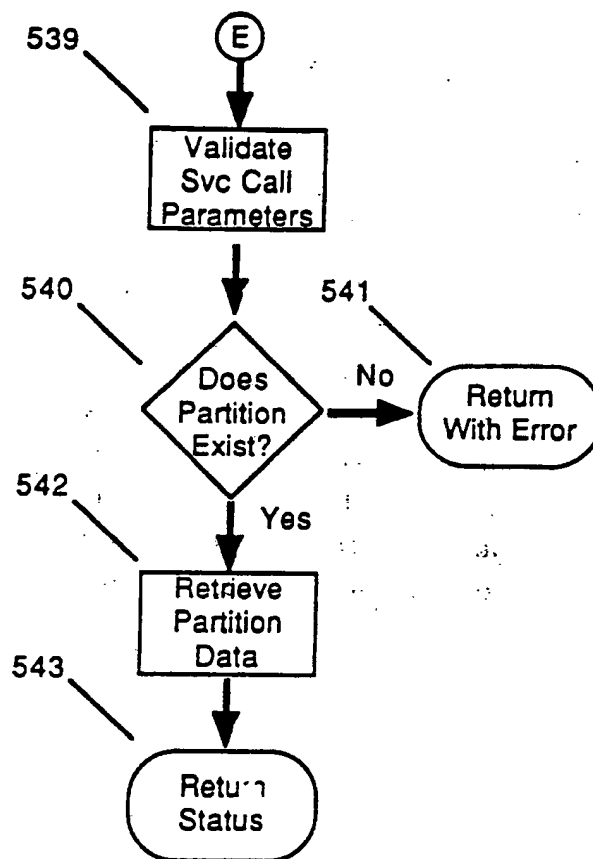 E
539
Validate
Svc Call
Parameters
540
541
Does
Partition
Exist?
No
Return
With Error
542
Yes
Retrieve
Partition
Data
543
Return
Status